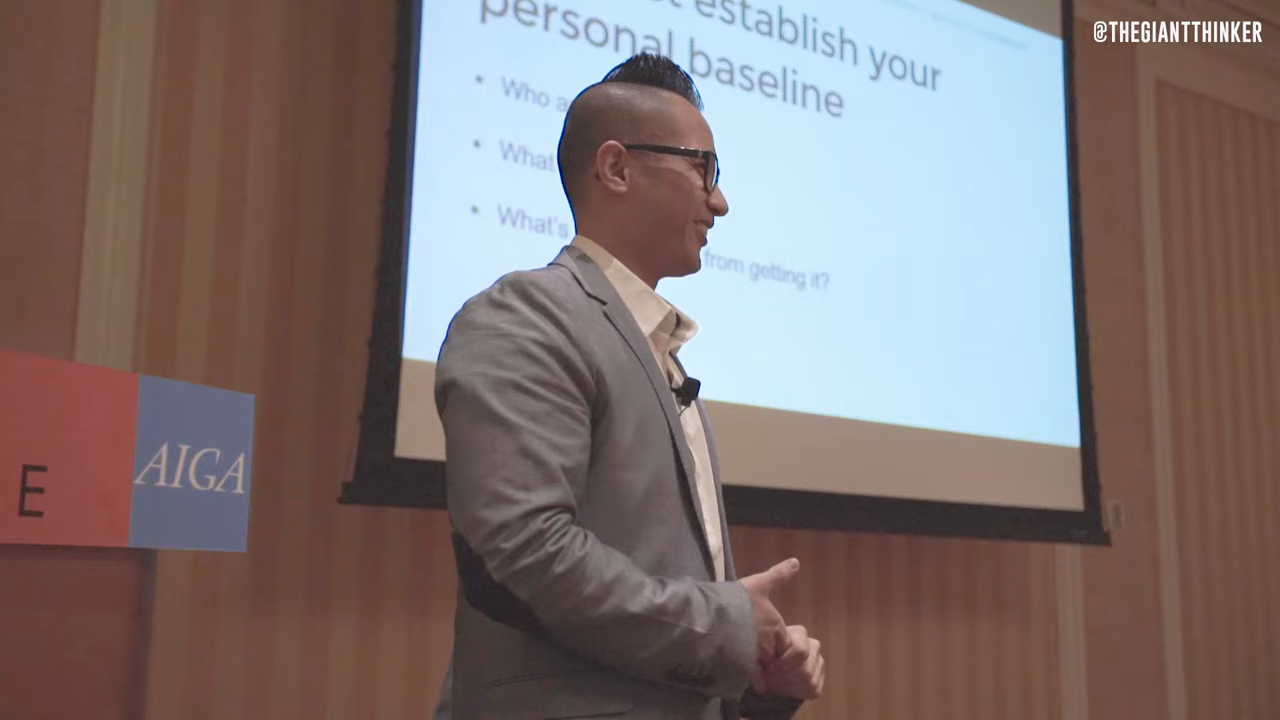 @THEGIANTTHINKER
establish your
personal baseline
• Who
• What
• What's from getting it?
E
AIGA